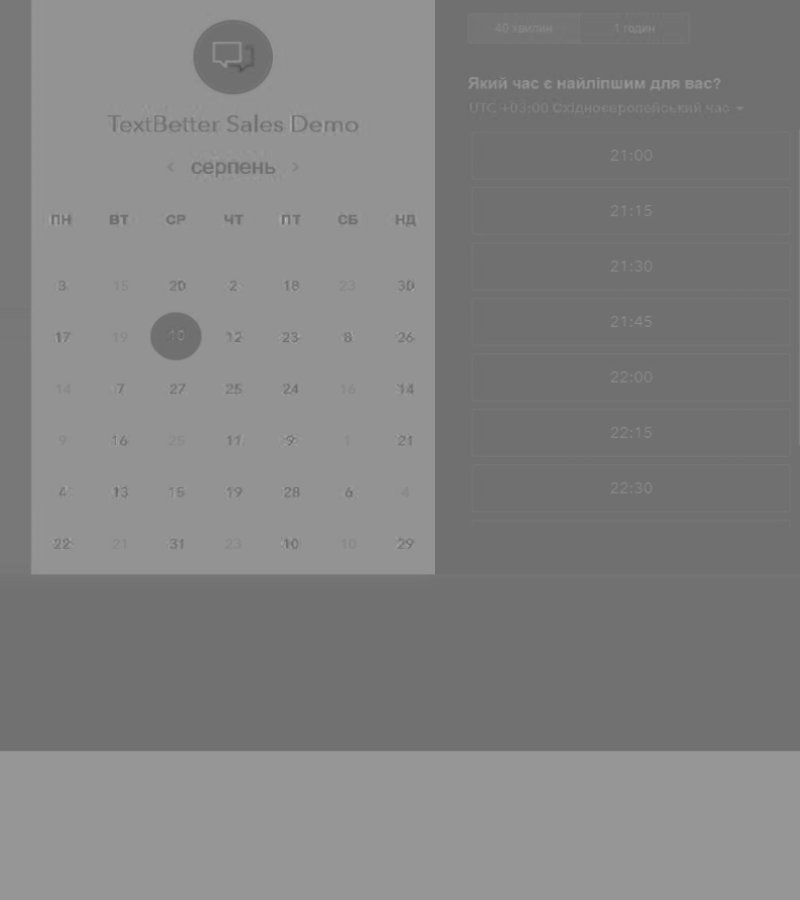 TextBetter Sales Demo
‹ серпень ›
ПН ВТ СР ЧТ ПТ СБ НД
3 15 20 2 18 23 30
17 19 10 12 23 8 26
14 7 27 25 24 16 14
9 16 25 11 9 1 21
4 13 15 19 28 6 4
22 21 31 23 10 10 29
40 хвилин 1 годин
Який час є найліпшим для вас?
UTC +03:00 Східноєвропейський час
21:00
21:15
21:30
21:45
22:00
22:15
22:30